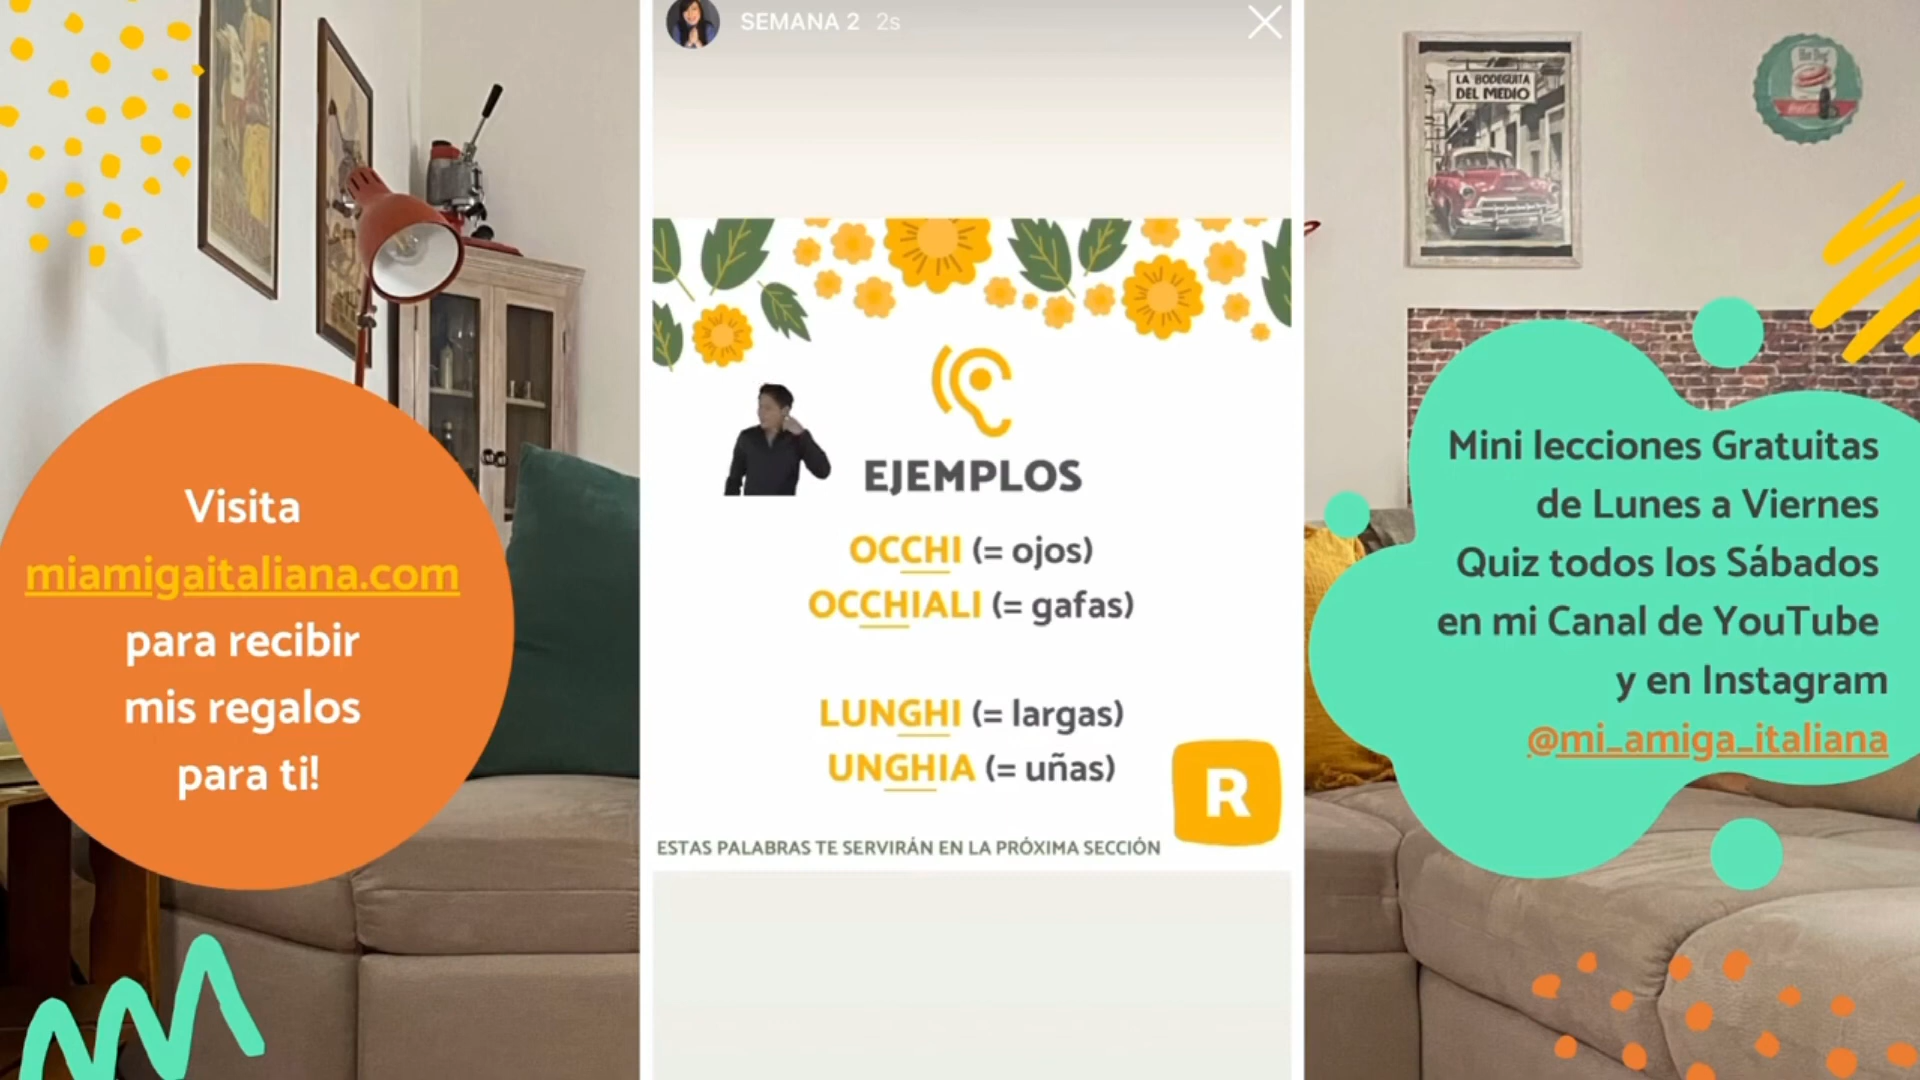 SEMANA 2 2s
LA BODEGUITA
DEL MEDIO
Visita
miamigaitaliana.com
para recibir
mis regalos
para ti!
EJEMPLOS
OCCHI (= ojos)
OCCHIALI (= gafas)
LUNGHI (= largas)
UNGHIA (= uñas)
R
ESTAS PALABRAS TE SERVIRÁN EN LA PRÓXIMA SECCIÓN
Mini lecciones Gratuitas
de Lunes a Viernes
Quiz todos los Sábados
en mi Canal de YouTube
y en Instagram
@mi_amiga_italiana